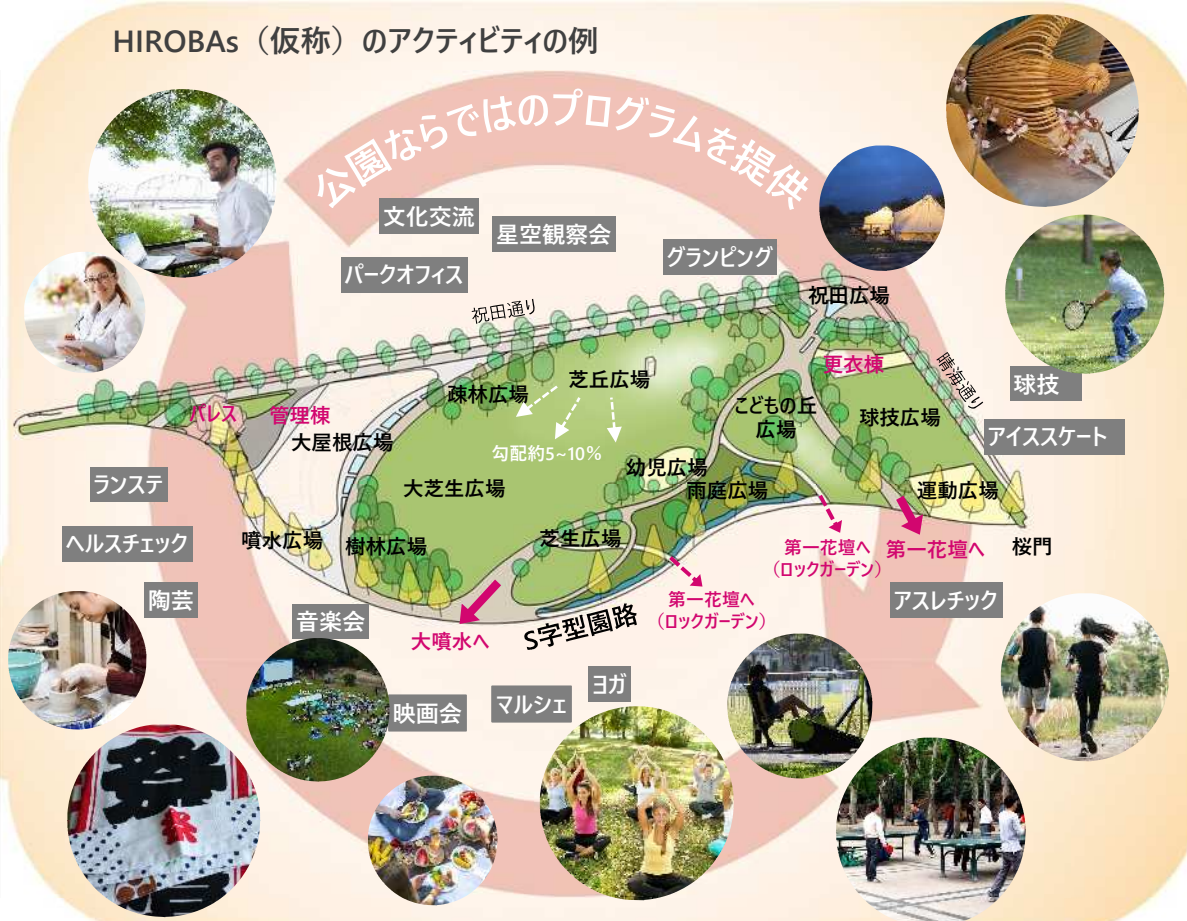 HIROBAs（仮称）のアクティビティの例
公園ならではのプログラムを提供
文化交流
星空観察会
パークオフィス
グランピング
祝田通り
祝田広場
晴海通り
更衣棟
球技
疎林広場
芝丘広場
こどもの丘
広場
球技広場
アイススケート
バレス
管理棟
大屋根広場
勾配約5~10%
幼児広場
ランステ
大芝生広場
雨庭広場
運動広場
ヘルスチェック
噴水広場
樹林広場
芝生広場
第一花壇へ
（ロックガーデン）
第一花壇へ
桜門
陶芸
音楽会
大噴水へ
S字型園路
第一花壇へ
（ロックガーデン）
アスレチック
映画会
マルシェ
ヨガ
祭